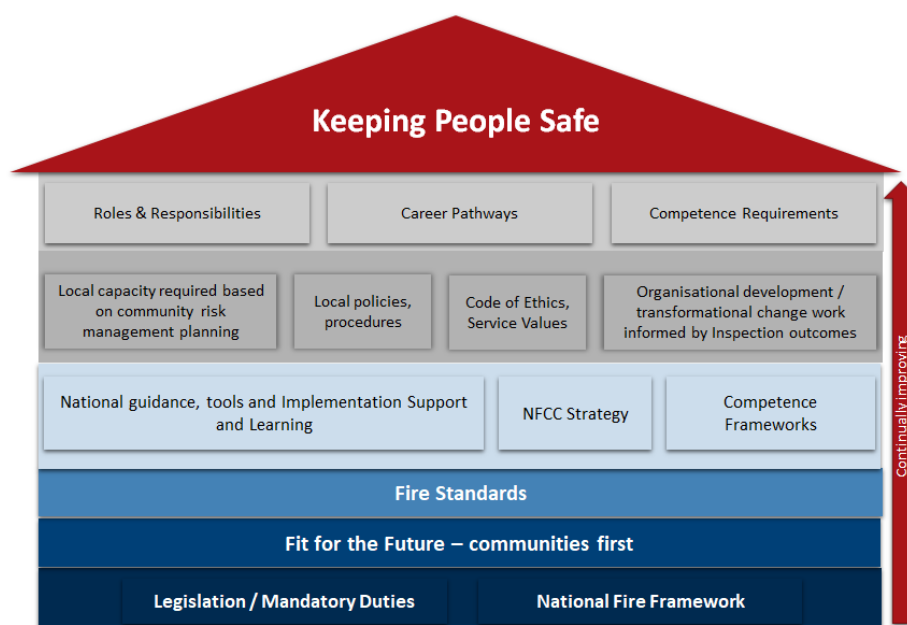 Keeping People Safe
Roles & Responsibilities
Career Pathways
Competence Requirements
Local capacity required based
on community risk
management planning
Local policies,
procedures
Code of Ethics,
Service Values
Organisational development /
transformational change work
informed by Inspection outcomes
National guidance, tools and Implementation Support
and Learning
NFCC Strategy
Competence
Frameworks
Fire Standards
Fit for the Future – communities first
Legislation / Mandatory Duties
National Fire Framework
Continually improving